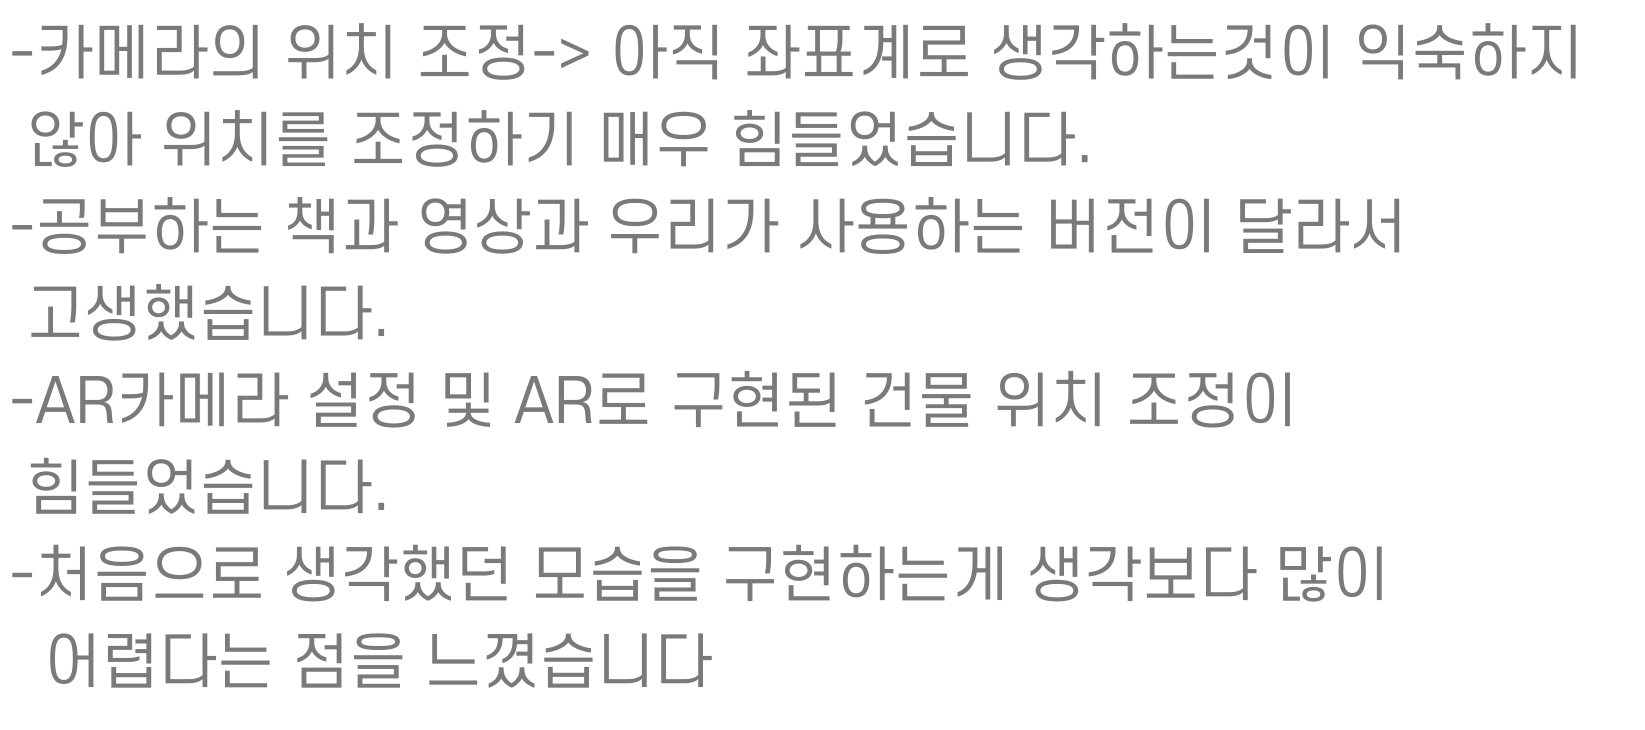 -카메라의 위치 조정-> 아직 좌표계로 생각하는것이 익숙하지
않아 위치를 조정하기 매우 힘들었습니다.
-공부하는 책과 영상과 우리가 사용하는 버전이 달라서
고생했습니다.
-AR카메라 설정 및 AR로 구현된 건물 위치 조정이
힘들었습니다.
-처음으로 생각했던 모습을 구현하는게 생각보다 많이
어렵다는 점을 느꼈습니다